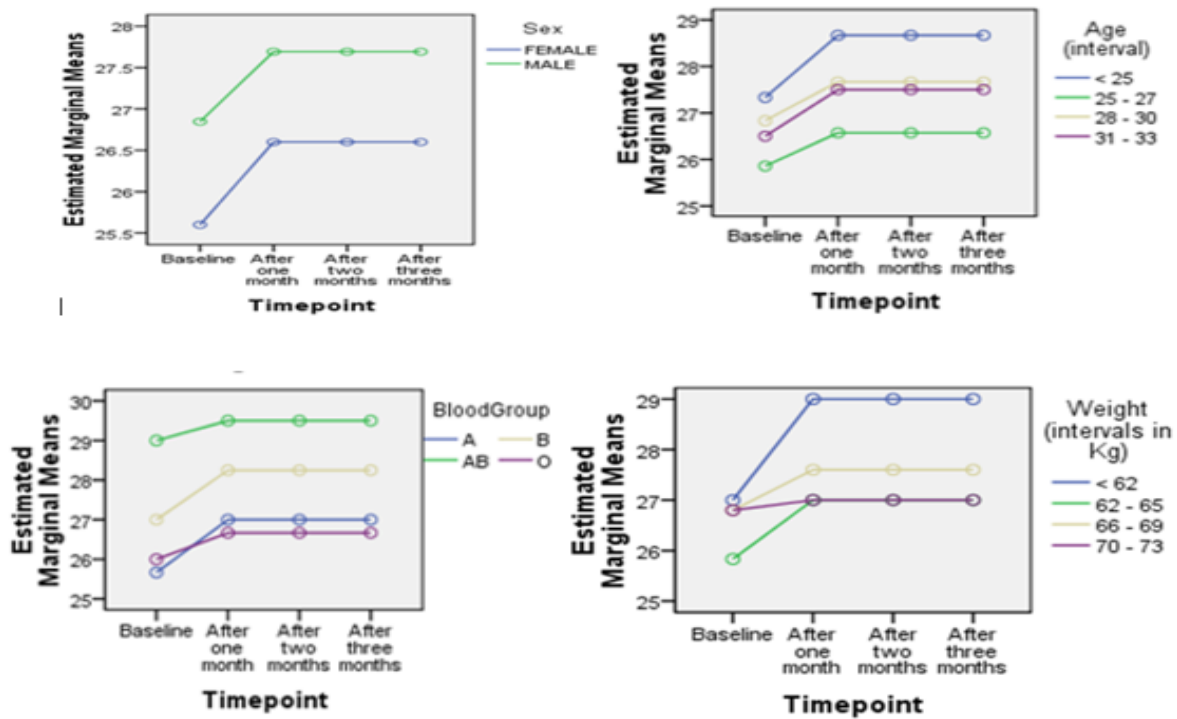 Estimated Marginal Means
28
27.5
27
26.5
26
25.5
Baseline After one month After two months After three months
Timepoint
Sex
FEMALE
MALE
Estimated Marginal Means
29
28
27
26
25
Baseline After one month After two months After three months
Timepoint
Age
(interval)
< 25
25 - 27
28 - 30
31 - 33
Estimated Marginal Means
30
29
28
27
26
25
Baseline After one month After two months After three months
Timepoint
BloodGroup
A B
AB O
Estimated Marginal Means
29
28
27
26
25
Baseline After one month After two months After three months
Timepoint
Weight
(intervals in
Kg)
< 62
62 - 65
66 - 69
70 - 73